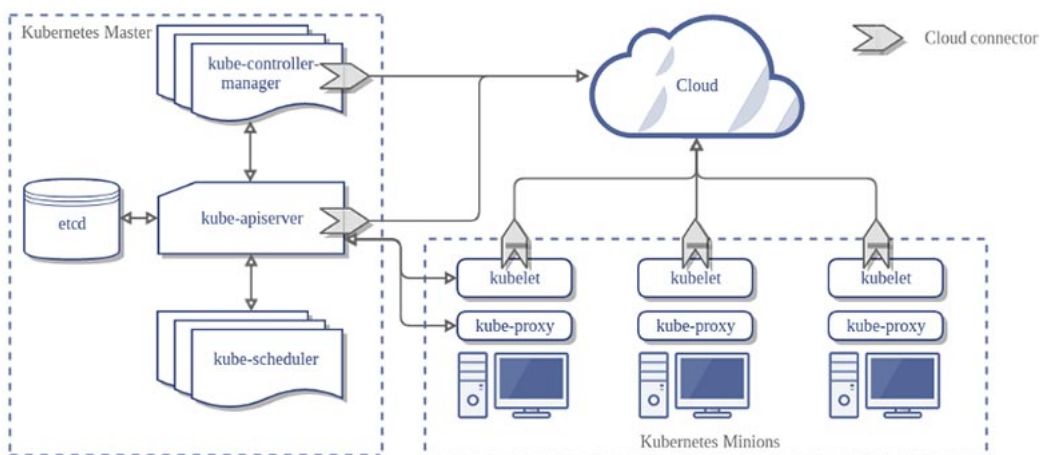 Kubernetes Master
kube-controller-
manager
Cloud
Cloud connector
etcd
kube-apiserver
kubelet
kubelet
kubelet
kube-proxy
kube-proxy
kube-proxy
kube-scheduler
Kubernetes Minions